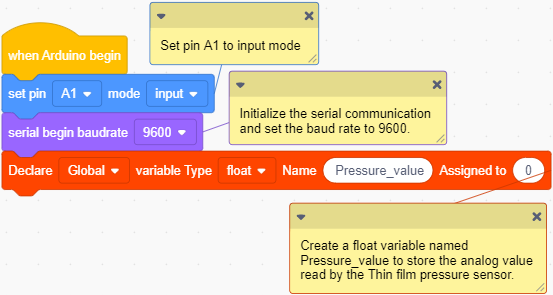 Set pin A1 to input mode
when Arduino begin
set pin A1 mode input
serial begin baudrate 9600
Initialize the serial communication
and set the baud rate to 9600.
Declare Global variable Type float Name Pressure_value Assigned to 0
Create a float variable named
Pressure_value to store the analog value
read by the Thin film pressure sensor.